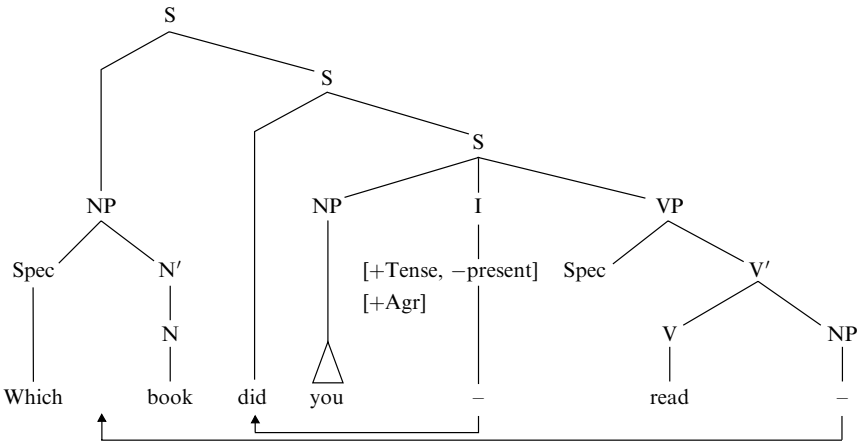 S
S
S
NP NP I VP
Spec N′ [+Tense, −present] Spec V′
[+Agr]
N V NP
Which book did you – read –